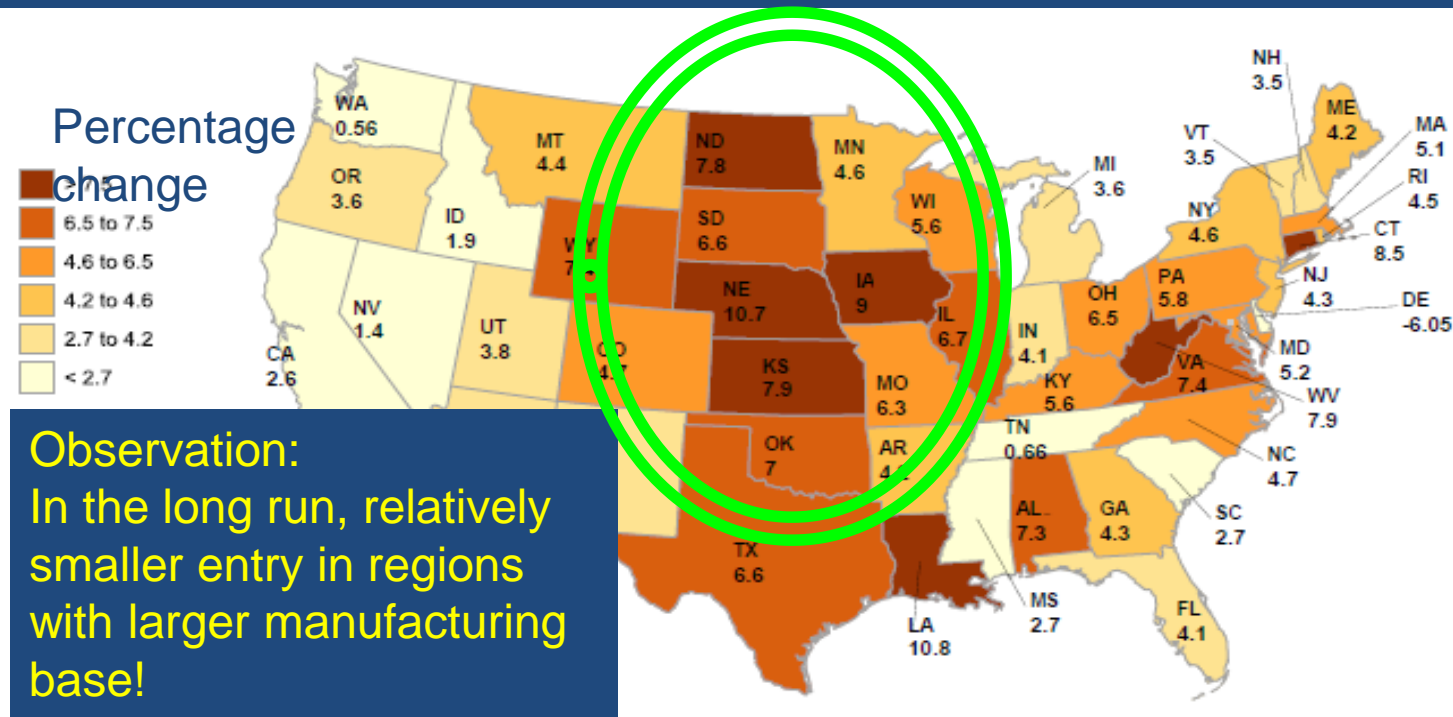 Percentage
change
6.5 to 7.5
4.6 to 6.5
4.2 to 4.6
2.7 to 4.2
< 2.7
WA
0.56
OR
3.6
CA
2.6
NV
1.4
ID
1.9
UT
3.8
MT
4.4
WY
CO
4.7
ND
7.8
SD
6.6
NE
10.7
KS
7.9
OK
7
TX
6.6
MN
4.6
IA
9
MO
6.3
AR
LA
10.8
WI
5.6
IL
6.7
MS
2.7
MI
3.6
IN
4.1
KY
5.6
TN
0.66
AL
7.3
OH
6.5
GA
4.3
FL
4.1
SC
2.7
NC
4.7
VA
7.4
WV
7.9
MD
5.2
DE
-6.05
PA
5.8
NJ
4.3
NY
4.6
CT
8.5
RI
4.5
MA
5.1
VT
3.5
NH
3.5
ME
4.2
Observation:
In the long run, relatively
smaller entry in regions
with larger manufacturing
base!